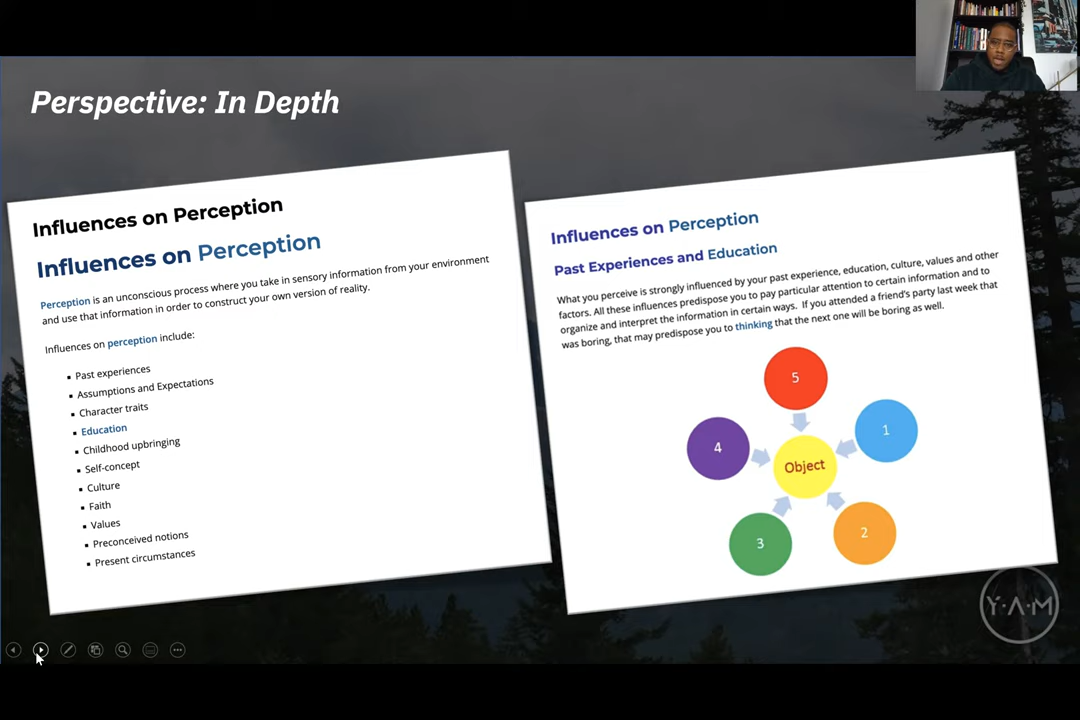 Perspective: In Depth
Influences on Perception
Influences on Perception
Perception is an unconscious process where you take in sensory information from your environment
and use that information in order to construct your own version of reality.
Influences on perception include:
Past experiences
Assumptions and Expectations
Character traits
Education
Childhood upbringing
Self-concept
Culture
Faith
Values
Preconceived notions
Present circumstances
Influences on Perception
Past Experiences and Education
What you perceive is strongly influenced by your past experience, education, culture, values and other
factors. All these influences predispose you to pay particular attention to certain information and to
organize and interpret the information in certain ways. If you attended a friend's party last week that
was boring, that may predispose you to thinking that the next one will be boring as well.
5
4
1
Object
3
2
Y·A·M